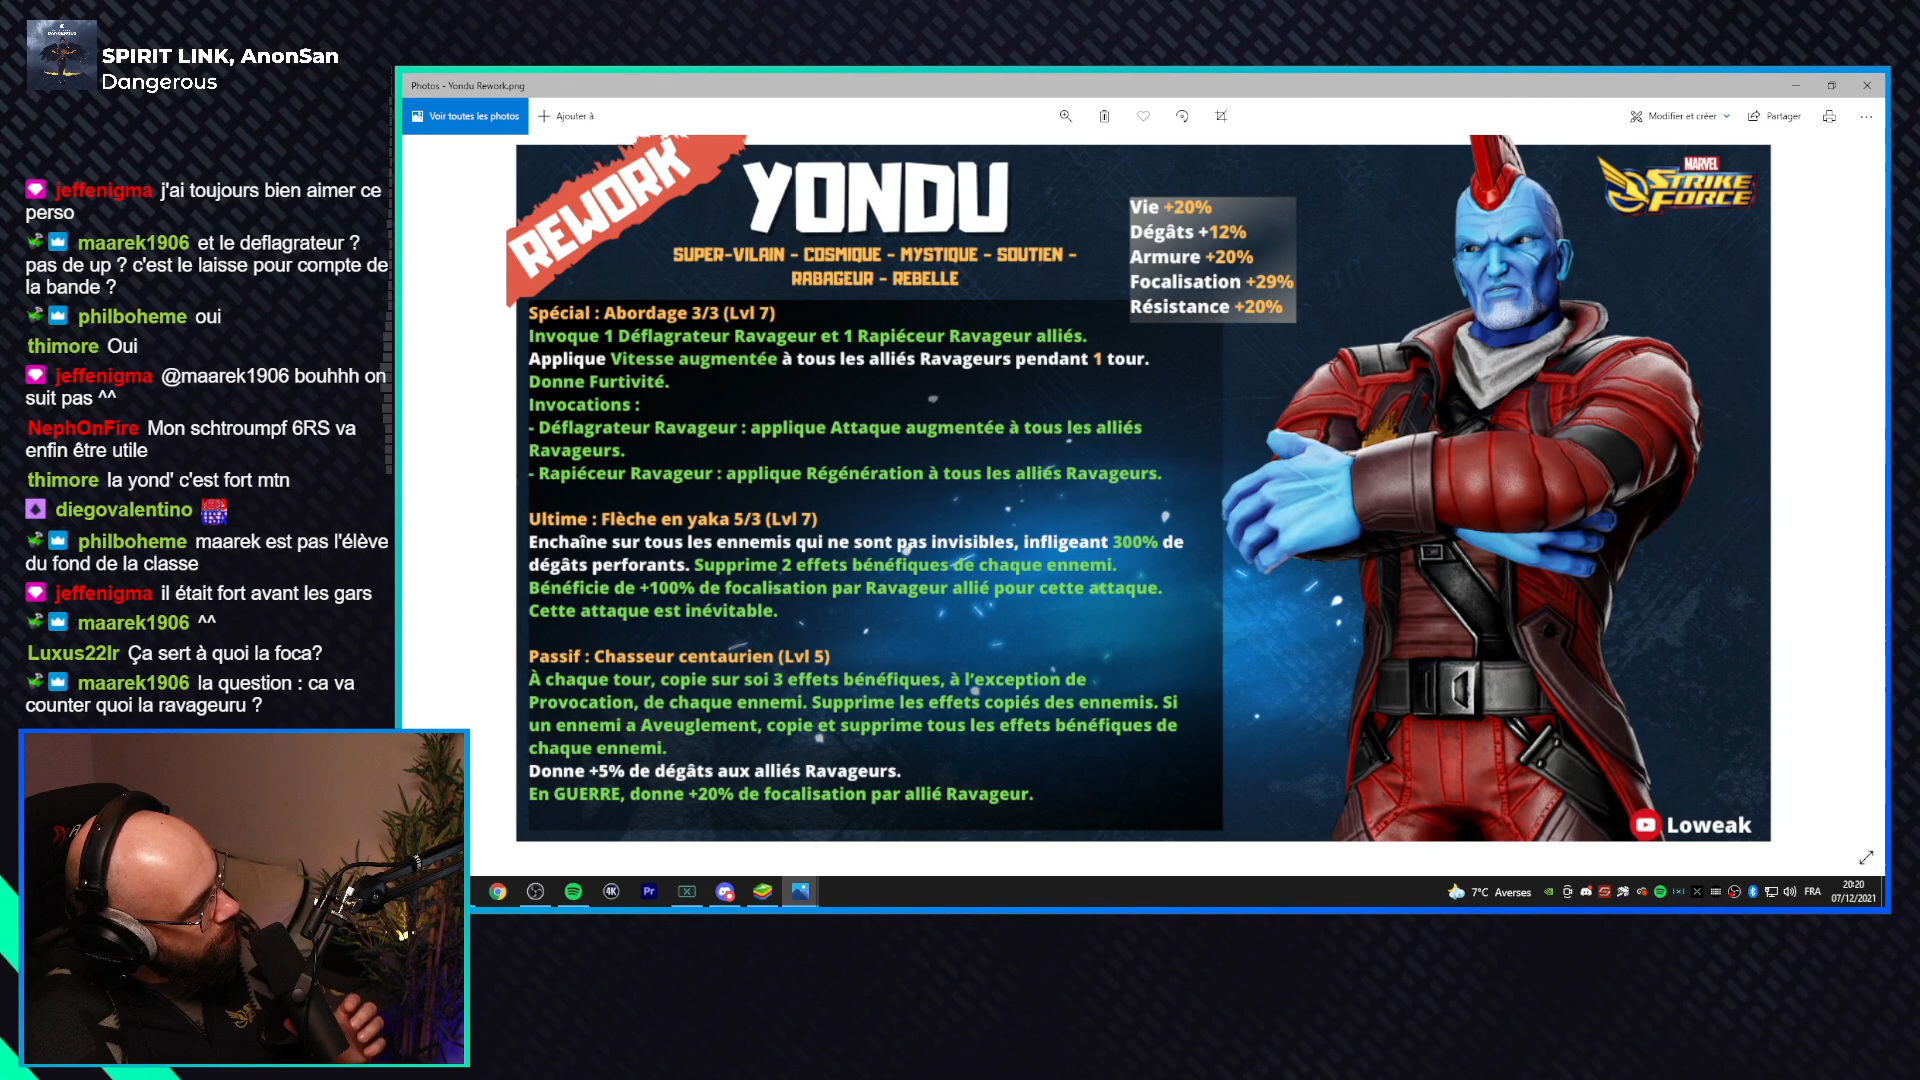 SPIRIT LINK, AnonSan
Dangerous
jeffenigma j'ai toujours bien aimer ce
perso
maarek1906 et le deflagrateur ?
pas de up ? c'est le laisse pour compte de
la bande ?
philboheme oui
thimore Oui
jeffenigma @maarek1906 bouhhh on
suit pas ^^
NephOnFire Mon schtroumpf 6RS va
enfin être utile
thimore la yond' c'est fort mtn
diegovalentino
philboheme maarek est pas l'élève
du fond de la classe
jeffenigma il était fort avant les gars
maarek1906 ^^
Luxus22lr Ça sert à quoi la foca?
maarek1906 la question : ca va
counter quoi la ravageuru ?
Photos - Yondu Rework.png
Voir toutes les photos
Ajouter à
Modifier et créer
Partager
REWORK
YONDU
SUPER-VILAIN - COSMIQUE - MYSTIQUE - SOUTIEN -
RABAGEUR - REBELLE
Vie +20%
Dégâts +12%
Armure +20%
Focalisation +29%
Résistance +20%
MARVEL
STRIKE
FORCE
Spécial : Abordage 3/3 (Lvl 7)
Invoque 1 Déflagrateur Ravageur et 1 Rapiéceur Ravageur alliés.
Applique Vitesse augmentée à tous les alliés Ravageurs pendant 1 tour.
Donne Furtivité.
Invocations :
- Déflagrateur Ravageur : applique Attaque augmentée à tous les alliés
Ravageurs.
- Rapiéceur Ravageur : applique Régénération à tous les alliés Ravageurs.
Ultime : Flèche en yaka 5/3 (Lvl 7)
Enchaîne sur tous les ennemis qui ne sont pas invisibles, infligeant 300% de
dégâts perforants. Supprime 2 effets bénéfiques de chaque ennemi.
Bénéficie de +100% de focalisation par Ravageur allié pour cette attaque.
Cette attaque est inévitable.
Passif : Chasseur centaurien (Lvl 5)
À chaque tour, copie sur soi 3 effets bénéfiques, à l'exception de
Provocation, de chaque ennemi. Supprime les effets copiés des ennemis. Si
un ennemi a Aveuglement, copie et supprime tous les effets bénéfiques de
chaque ennemi.
Donne +5% de dégâts aux alliés Ravageurs.
En GUERRE, donne +20% de focalisation par allié Ravageur.
Loweak
4K
Pr
7°C Averses
FRA
20:20
07/12/2021